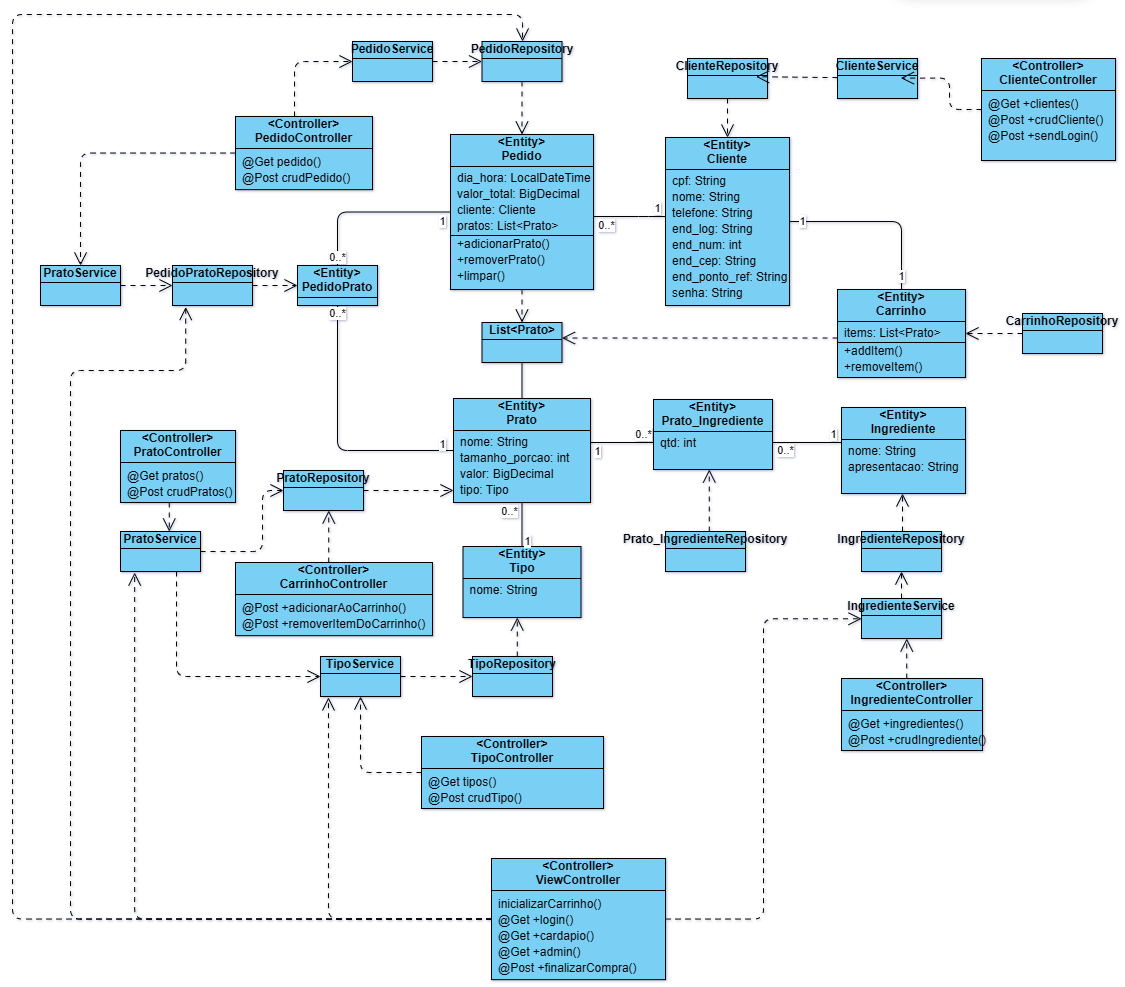 PedidoService
PedidoRepository
ClienteRepository
ClienteService
<Controller>
ClienteController
@Get +clientes()
@Post +crudCliente()
@Post +sendLogin()
<Controller>
PedidoController
@Get pedido()
@Post crudPedido()
<Entity>
Pedido
dia_hora: LocalDateTime
valor_total: BigDecimal
cliente: Cliente
pratos: List<Prato>
+adicionarPrato()
+removerPrato()
+limpar()
<Entity>
Cliente
cpf: String
nome: String
telefone: String
end_log: String
end_num: int
end_cep: String
end_ponto_ref: String
senha: String
1
0..*
1
1
1
0..*
PratoService
PedidoPratoRepository
<Entity>
PedidoPrato
0..*
<Entity>
Carrinho
items: List<Prato>
+addItem()
+removeItem()
CarrinhoRepository
List<Prato>
<Entity>
Prato
nome: String
tamanho_porcao: int
valor: BigDecimal
tipo: Tipo
1
1
0..*
<Entity>
Prato_Ingrediente
qtd: int
0..*
1
<Entity>
Ingrediente
nome: String
apresentacao: String
<Controller>
PratoController
@Get pratos()
@Post crudPratos()
PratoRepository
0..*
1
PratoService
Prato_IngredienteRepository
IngredienteRepository
<Controller>
CarrinhoController
@Post +adicionarAoCarrinho()
@Post +removerItemDoCarrinho()
<Entity>
Tipo
nome: String
IngredienteService
TipoService
TipoRepository
<Controller>
IngredienteController
@Get +ingredientes()
@Post +crudIngrediente()
<Controller>
TipoController
@Get tipos()
@Post crudTipo()
<Controller>
ViewController
inicializarCarrinho()
@Get +login()
@Get +cardapio()
@Get +admin()
@Post +finalizarCompra()